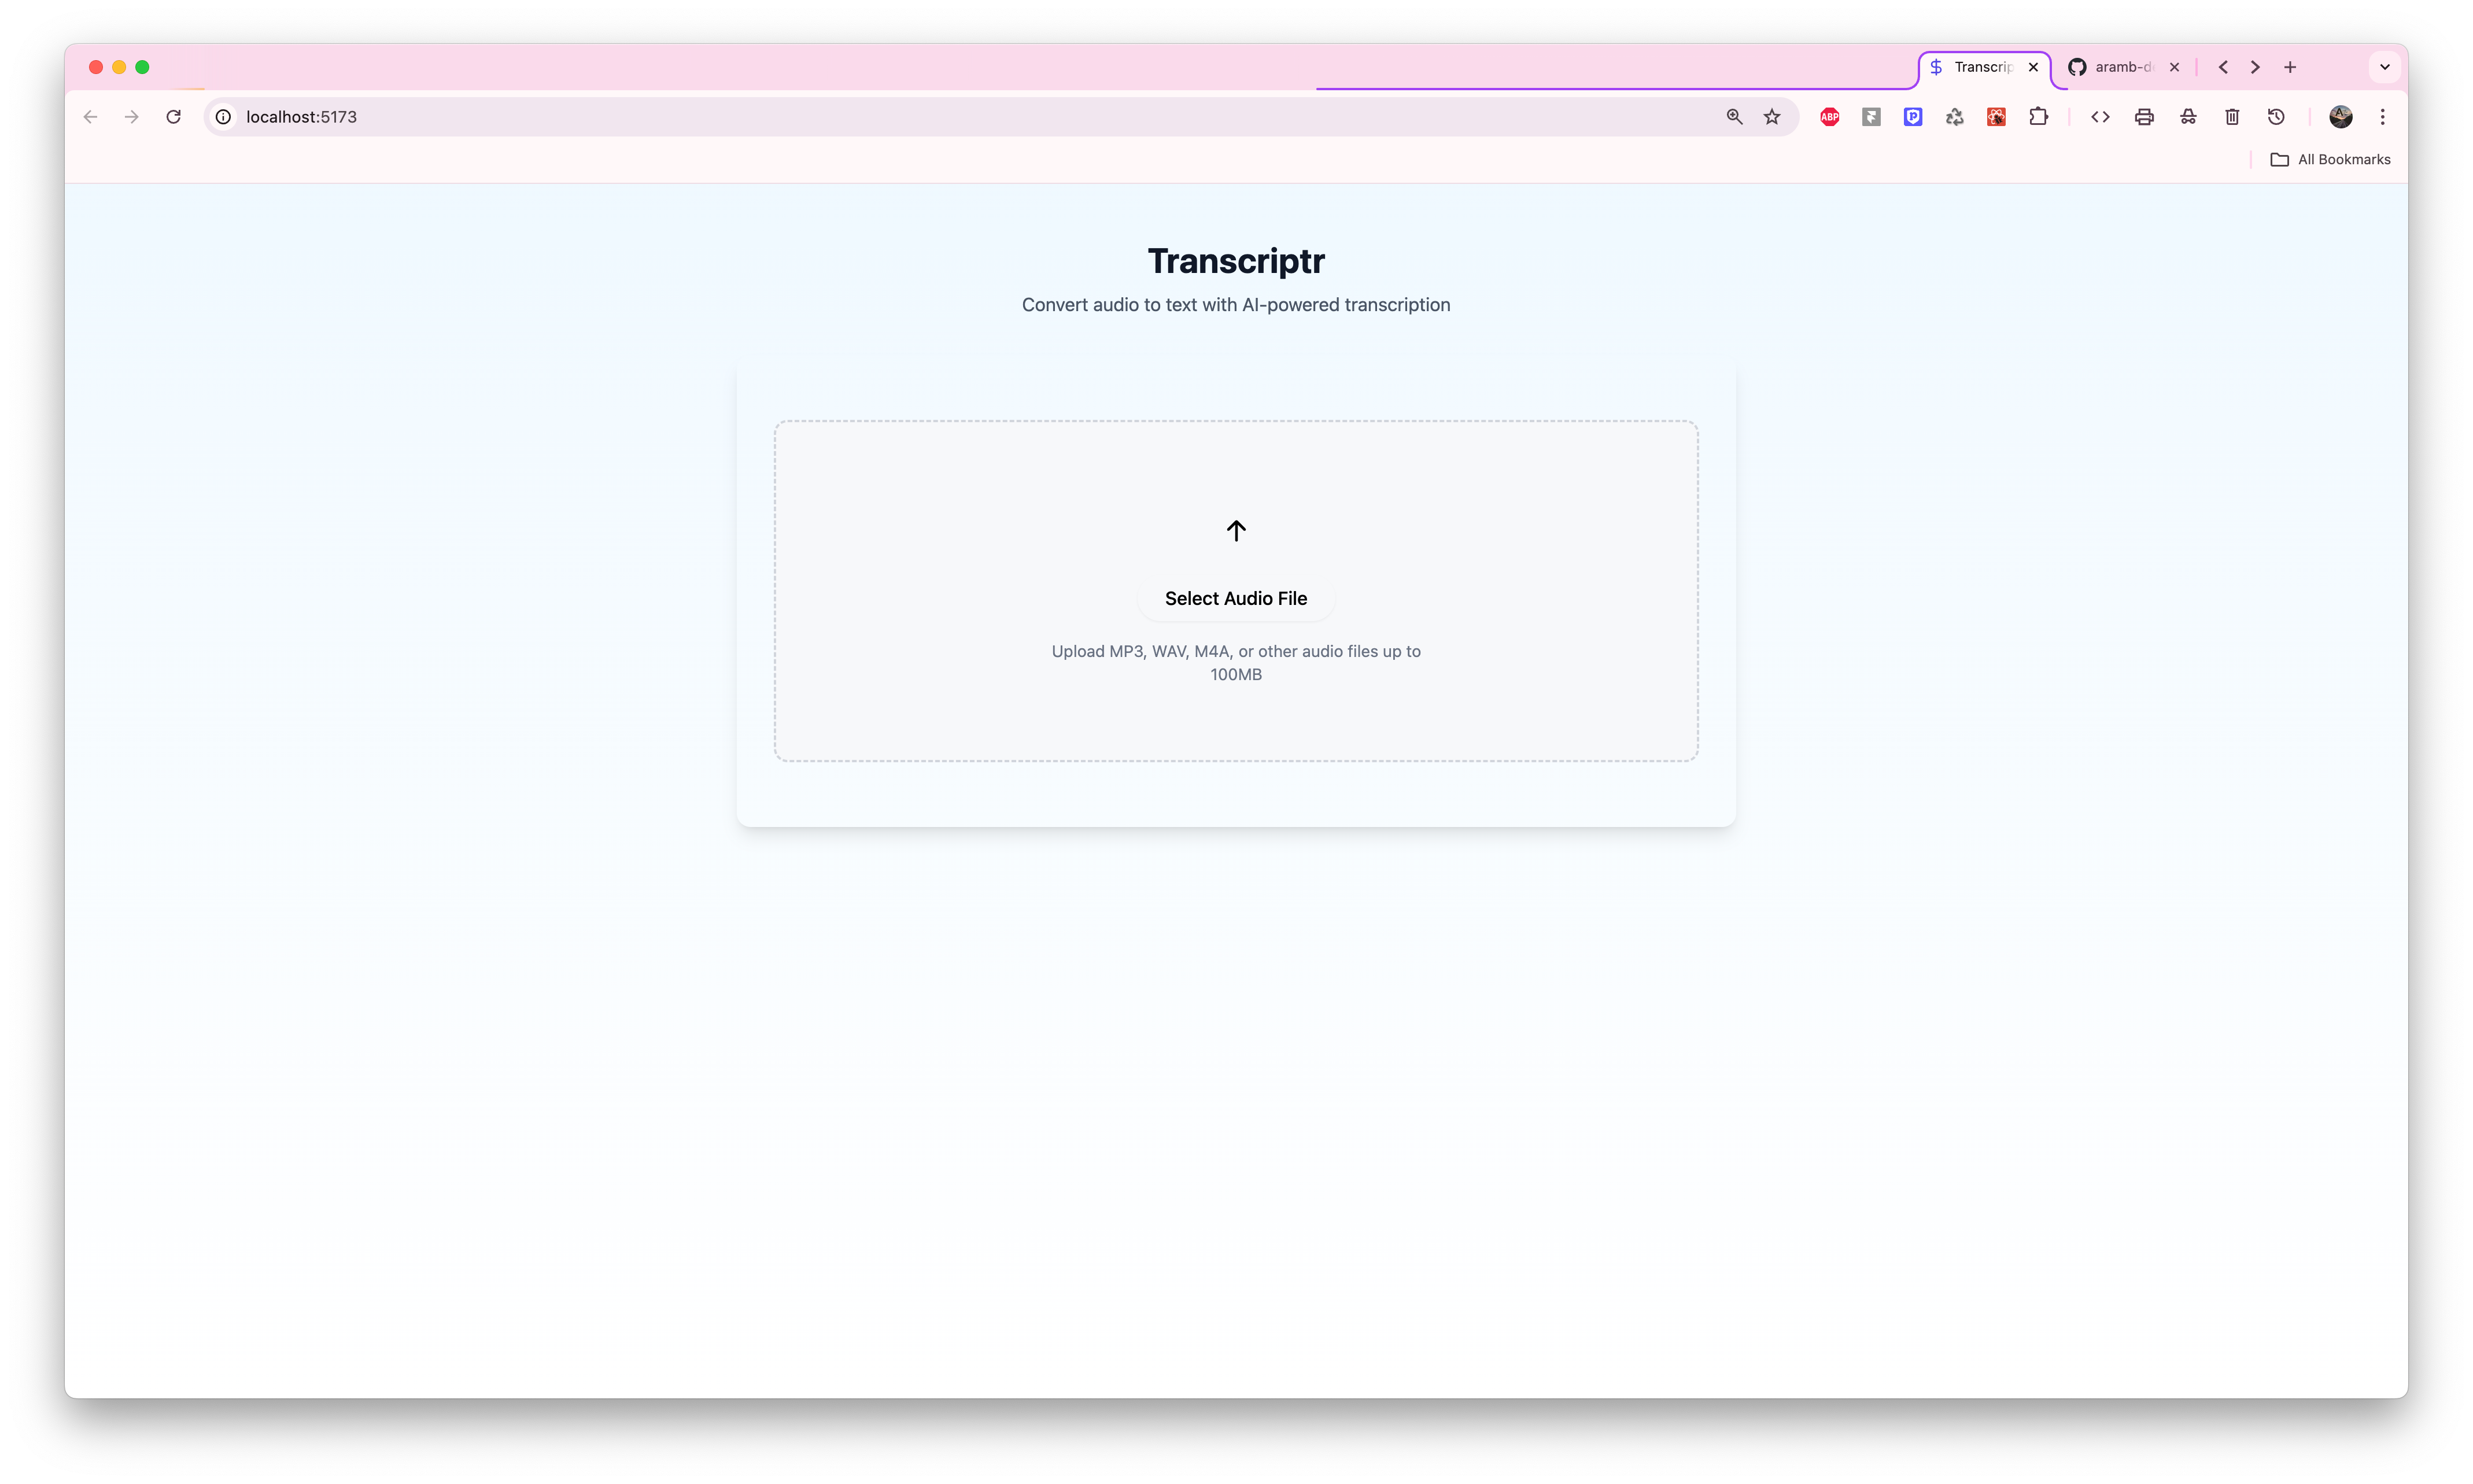 Transcrip
aramb-d
localhost:5173
ABP
All Bookmarks
Transcriptr
Convert audio to text with AI-powered transcription
Select Audio File
Upload MP3, WAV, M4A, or other audio files up to
100MB